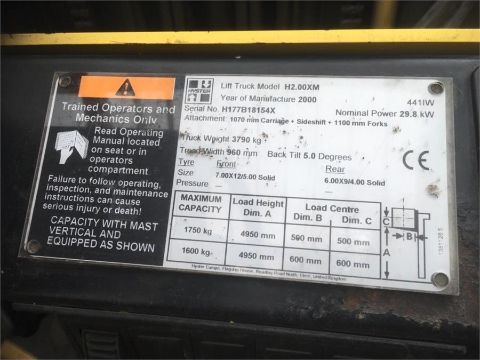 Trained Operators and
Mechanics Only
Read Operating
Manual located
on seat or in
operators
compartment
Failure to follow operating,
inspection, and maintenance
instructions can cause
serious injury or death!
CAPACITY WITH MAST
VERTICAL AND
EQUIPPED AS SHOWN
HYSTER
Lift Truck Model H2.00XM
Year of Manufacture 2000 441IW
Serial No. H177B18154X Nominal Power 29.8 kW
Attachment 1070 mm Carriage + Sideshift + 1100 mm Forks
Truck Weight 3790 kg †
Tread Width 960 mm Back Tilt 5.0 Degrees
Tyre Front Rear
Size 7.00X12/5.00 Solid 6.00X9/4.00 Solid
Pressure — —
CE
MAXIMUM CAPACITY Load Height Dim. A Load Centre Dim. B Dim. C
1750 kg 4950 mm 590 mm 500 mm
1600 kg 4950 mm 600 mm 600 mm
C
B
A